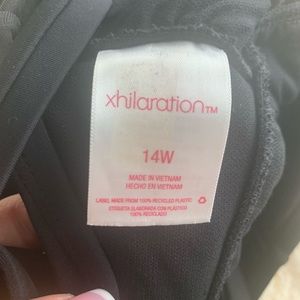 xhilaration™
14W
MADE IN VIETNAM
HECHO EN VIETNAM
LABEL MADE FROM 100% RECYCLED PLASTIC
ETIQUETA ELABORADA CON PLÁSTICO
100% RECICLADO